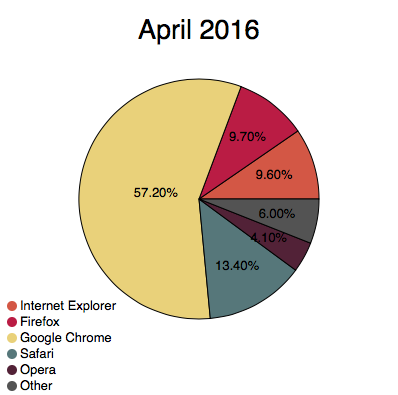 April 2016
9.70%
9.60%
57.20%
6.00%
4.10%
13.40%
Internet Explorer
Firefox
Google Chrome
Safari
Opera
Other